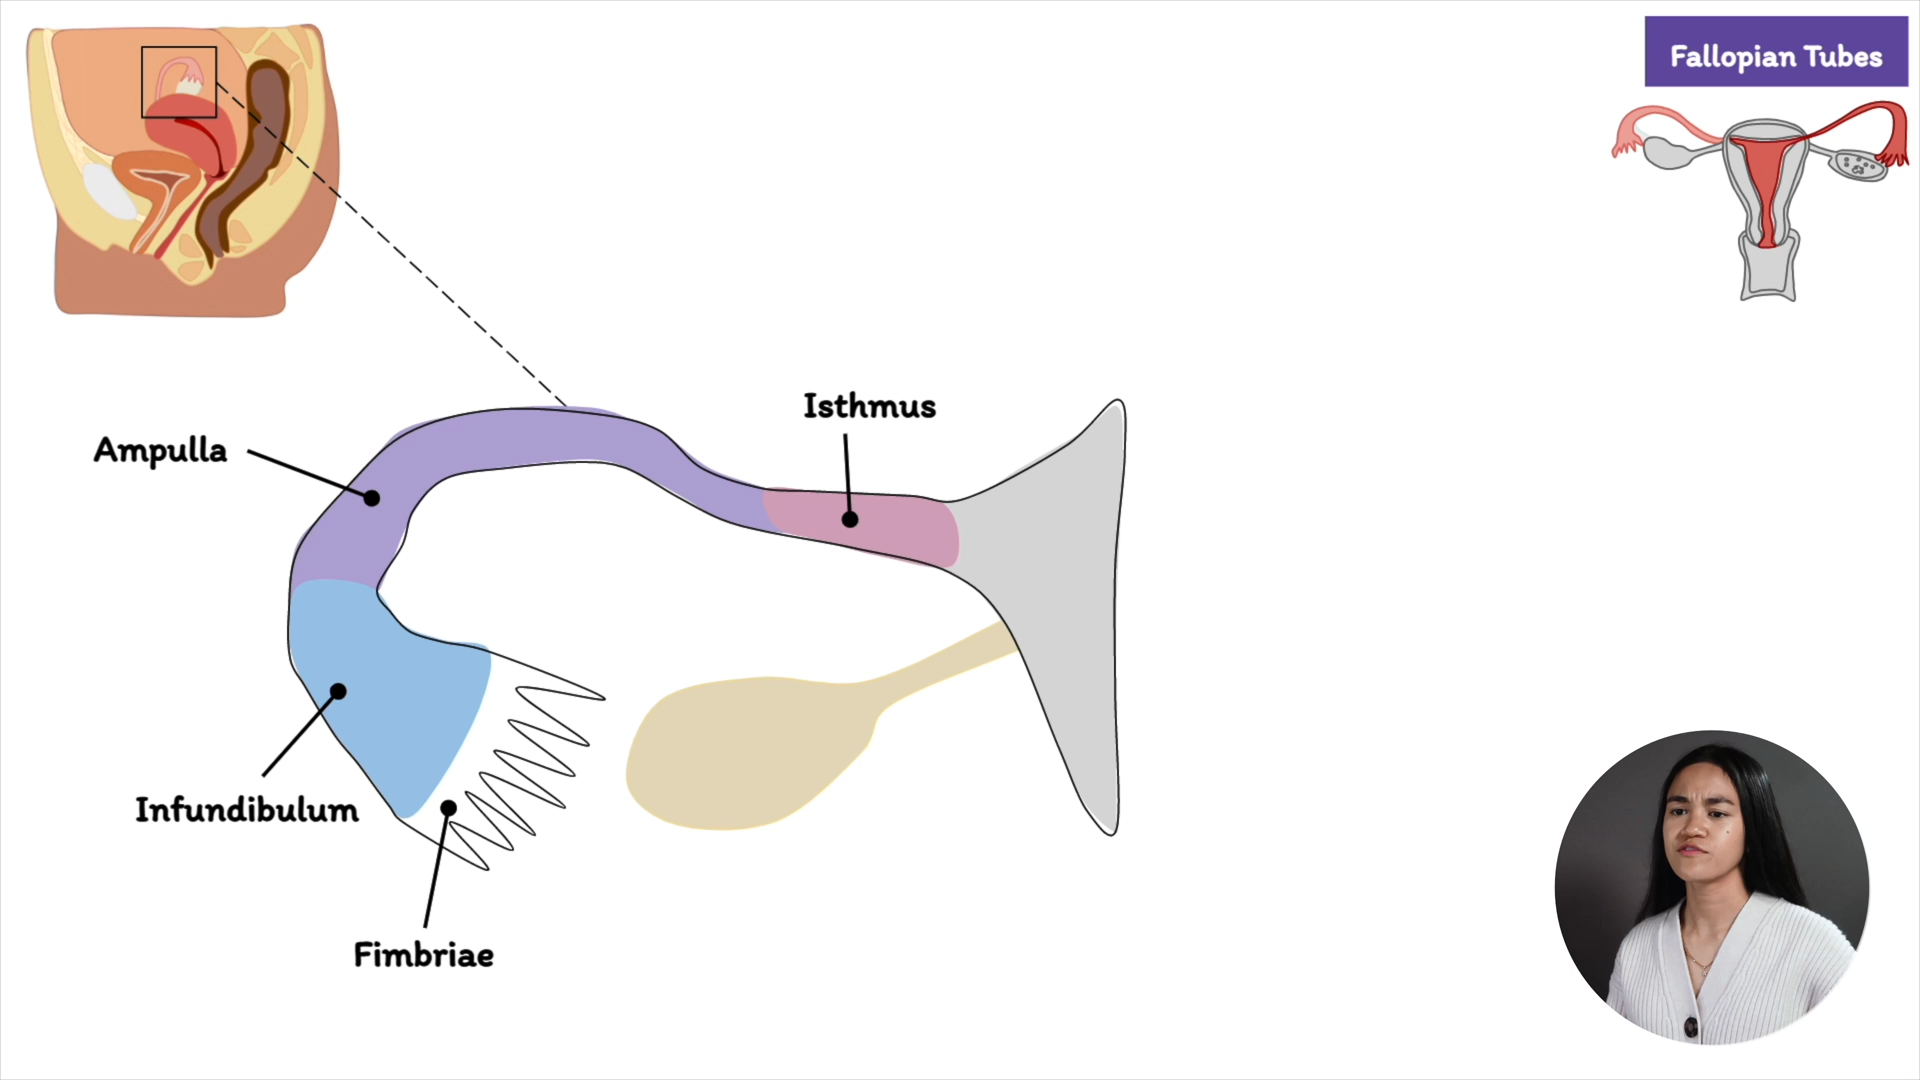 Fallopian Tubes
Isthmus
Ampulla
Infundibulum
Fimbriae